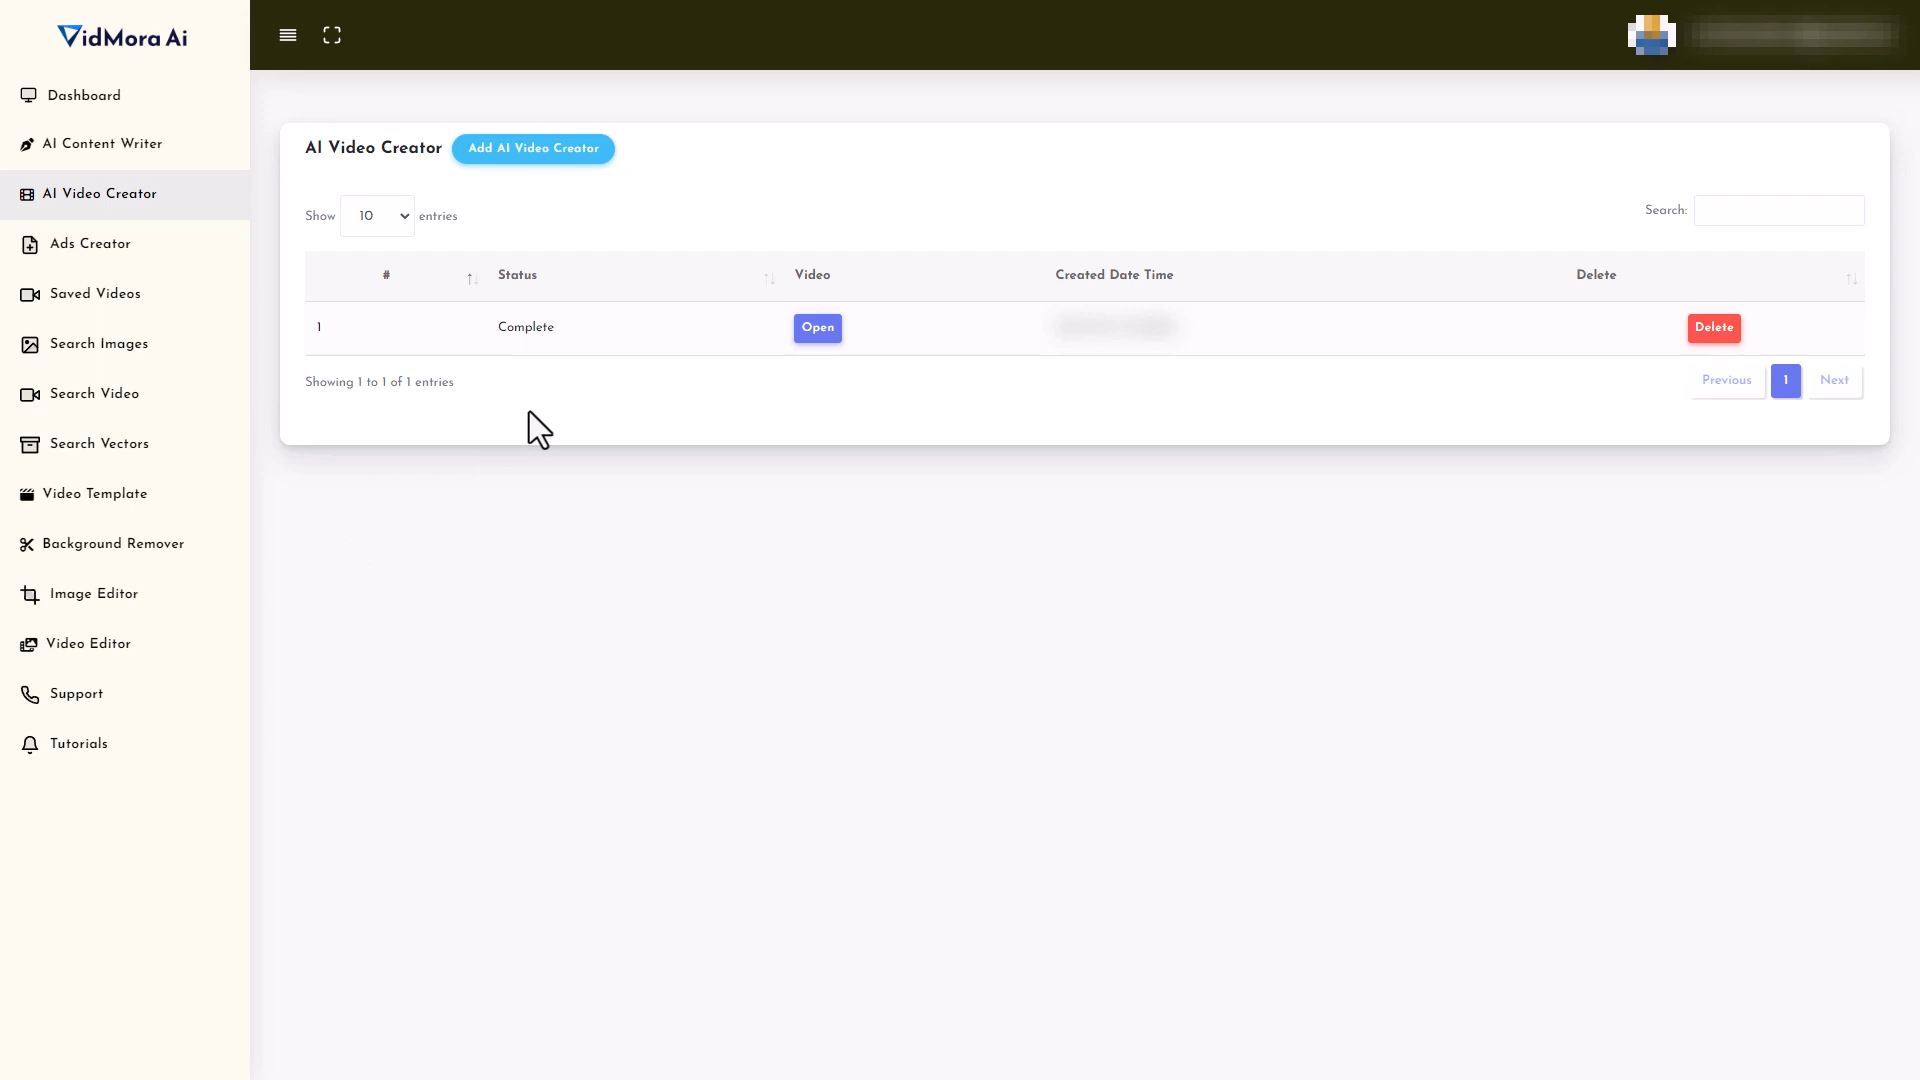 VidMora Ai
Dashboard
AI Content Writer
AI Video Creator
Ads Creator
Saved Videos
Search Images
Search Video
Search Vectors
Video Template
Background Remover
Image Editor
Video Editor
Support
Tutorials
AI Video Creator Add AI Video Creator
Show 10 entries Search:
# Status Video Created Date Time Delete
1 Complete Open Delete
Showing 1 to 1 of 1 entries Previous 1 Next